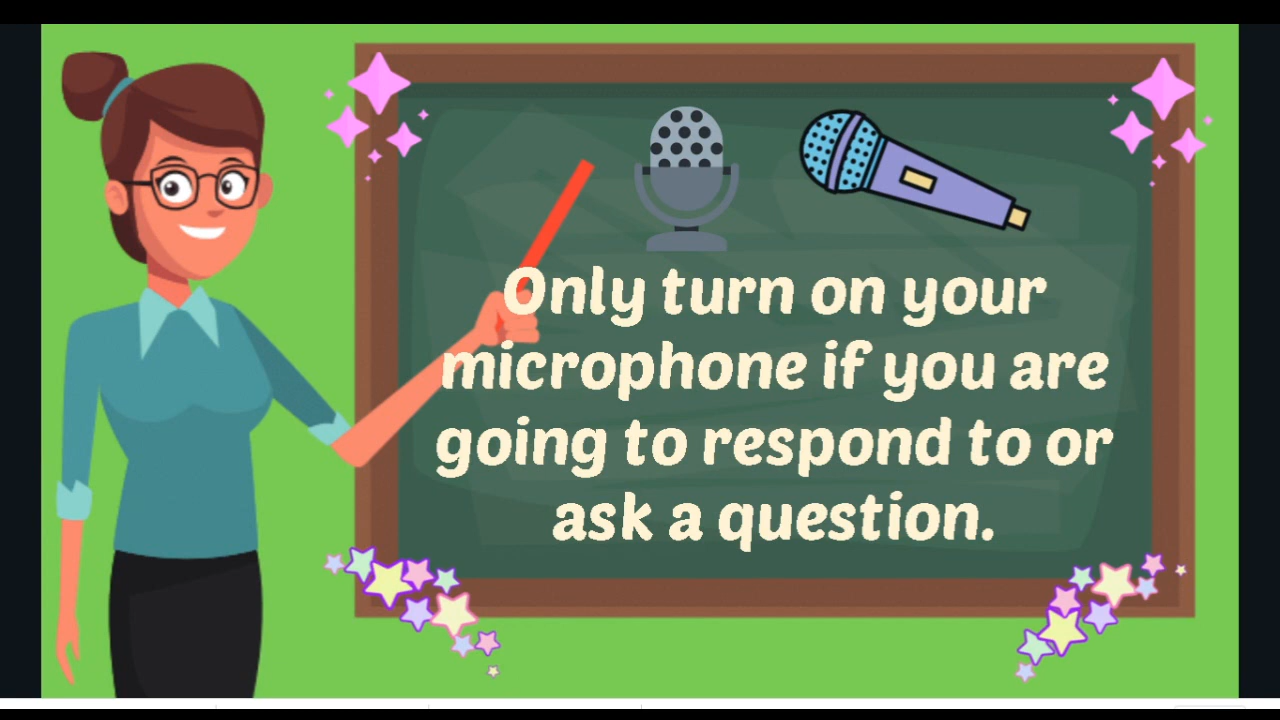 Only turn on your
microphone if you are
going to respond to or
ask a question.